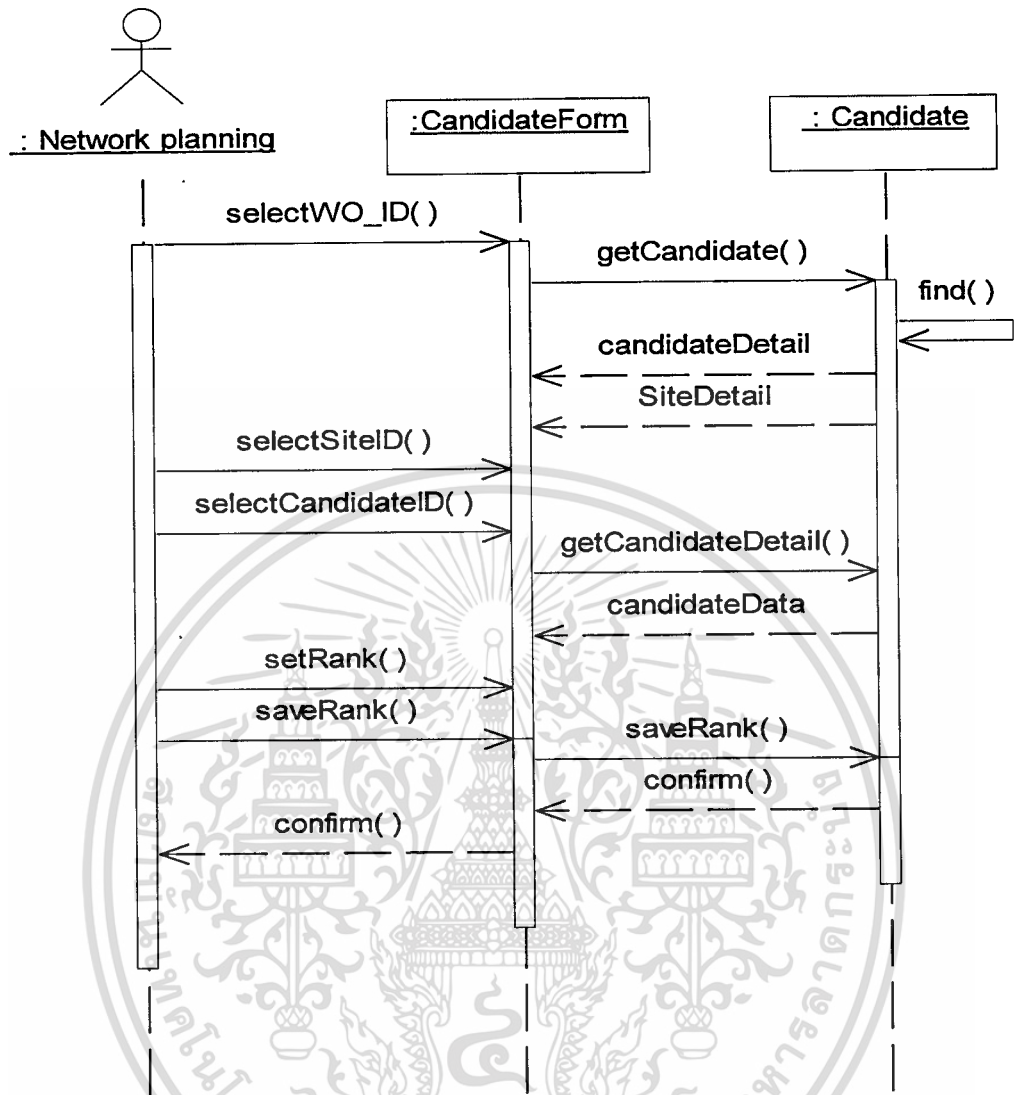 : Network planning
:CandidateForm
: Candidate
selectWO_ID()
getCandidate( )
find( )
candidateDetail
SiteDetail
selectSiteID()
selectCandidateID( )
getCandidateDetail()
candidateData
setRank( )
saveRank( )
saveRank( )
confirm( )
confirm( )